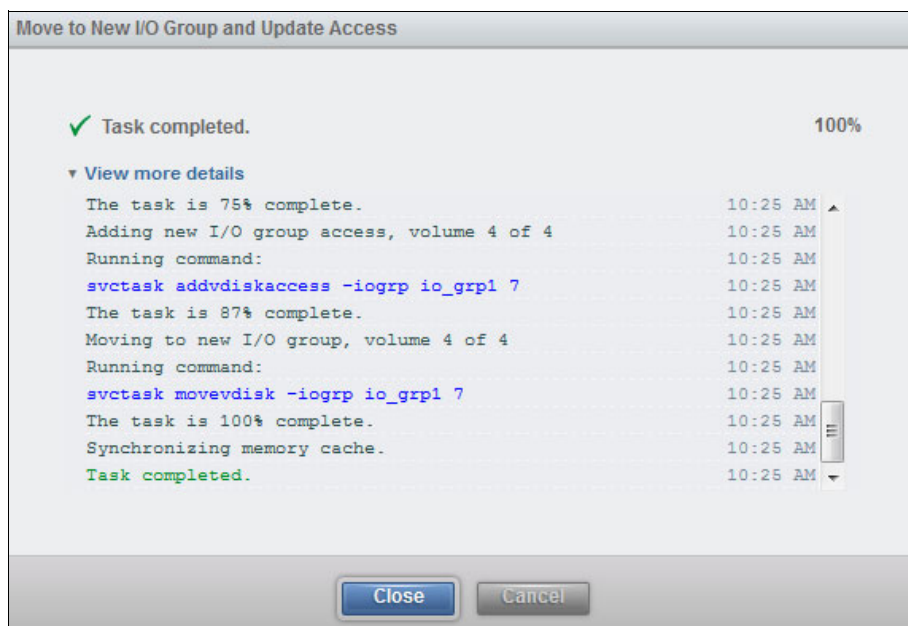 Move to New I/O Group and Update Access
Task completed. 100%
View more details
The task is 75% complete. 10:25 AM
Adding new I/O group access, volume 4 of 4 10:25 AM
Running command: 10:25 AM
svctask addvdiskaccess -iogrp io_grp1 7 10:25 AM
The task is 87% complete. 10:25 AM
Moving to new I/O group, volume 4 of 4 10:25 AM
Running command: 10:25 AM
svctask movevdisk -iogrp io_grp1 7 10:25 AM
The task is 100% complete. 10:25 AM
Synchronizing memory cache. 10:25 AM
Task completed. 10:25 AM
Close Cancel